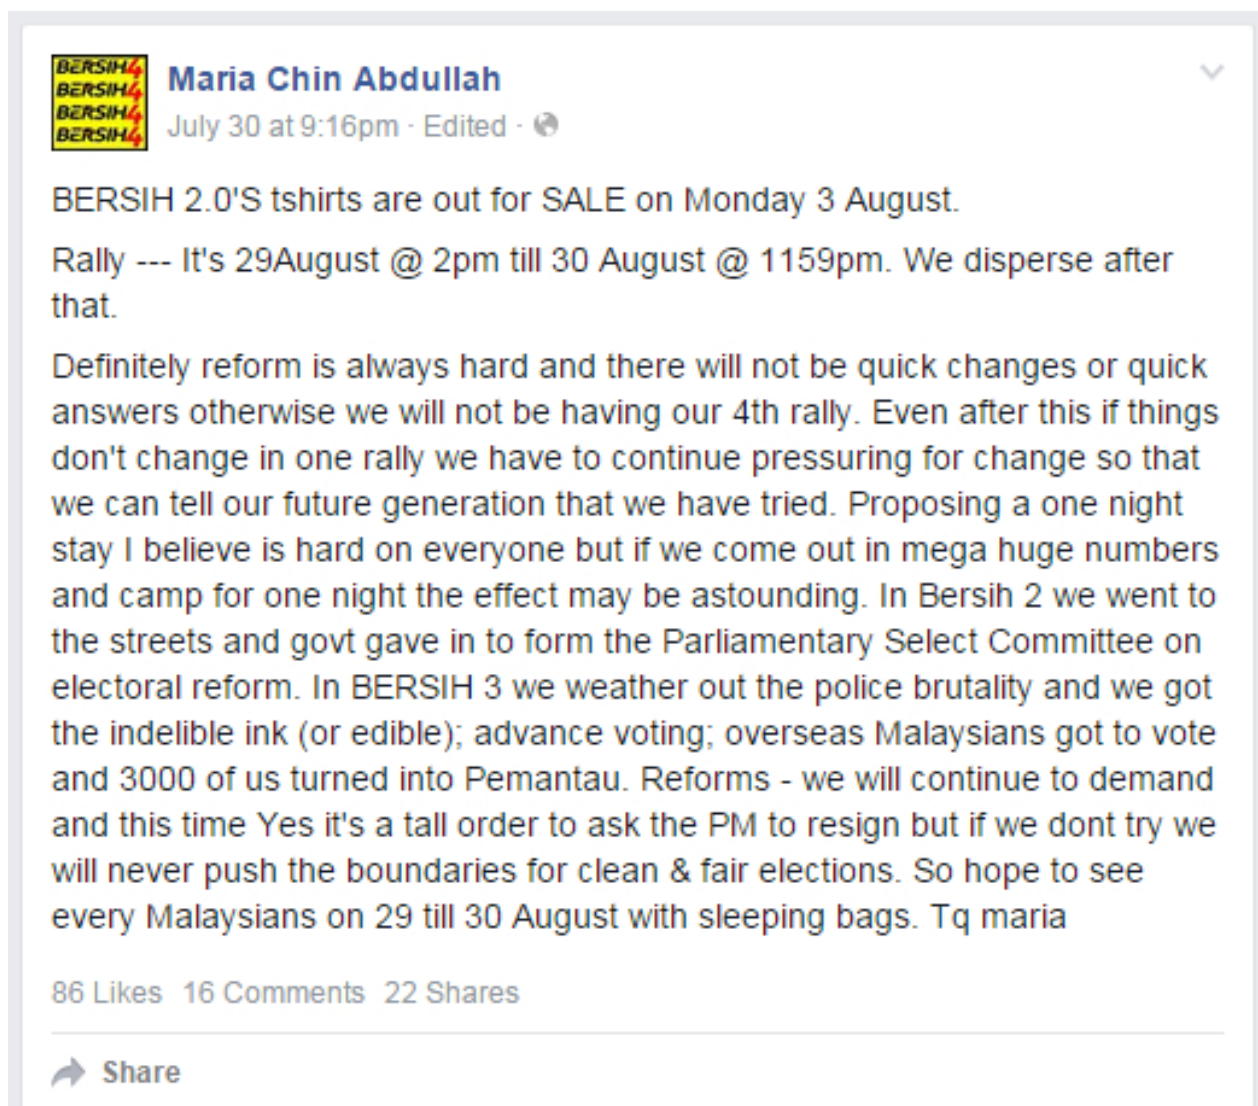 BERSIH4
BERSIH4
BERSIH4
BERSIH4
Maria Chin Abdullah
July 30 at 9:16pm · Edited ·
BERSIH 2.0'S tshirts are out for SALE on Monday 3 August.
Rally --- It's 29August @ 2pm till 30 August @ 1159pm. We disperse after
that.
Definitely reform is always hard and there will not be quick changes or quick
answers otherwise we will not be having our 4th rally. Even after this if things
don't change in one rally we have to continue pressuring for change so that
we can tell our future generation that we have tried. Proposing a one night
stay I believe is hard on everyone but if we come out in mega huge numbers
and camp for one night the effect may be astounding. In Bersih 2 we went to
the streets and govt gave in to form the Parliamentary Select Committee on
electoral reform. In BERSIH 3 we weather out the police brutality and we got
the indelible ink (or edible); advance voting; overseas Malaysians got to vote
and 3000 of us turned into Pemantau. Reforms - we will continue to demand
and this time Yes it's a tall order to ask the PM to resign but if we dont try we
will never push the boundaries for clean & fair elections. So hope to see
every Malaysians on 29 till 30 August with sleeping bags. Tq maria
86 Likes 16 Comments 22 Shares
Share